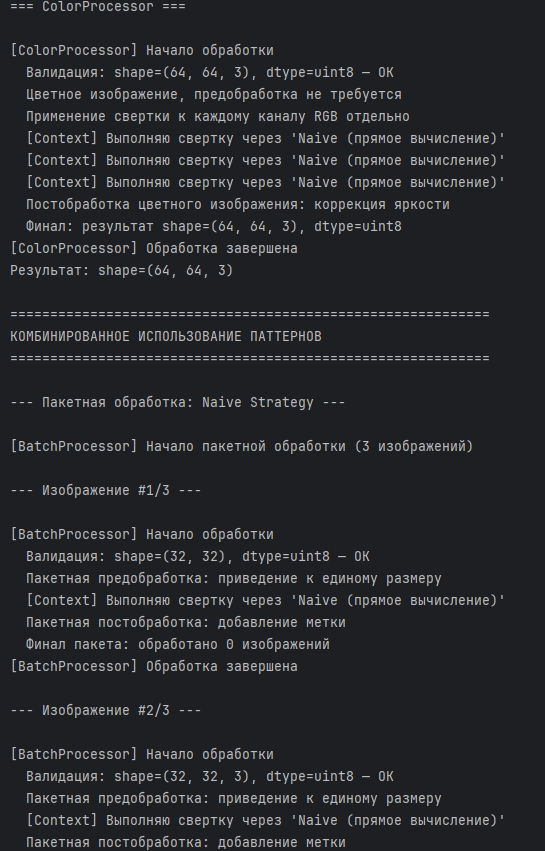 === ColorProcessor ===
[ColorProcessor] Начало обработки
Валидация: shape=(64, 64, 3), dtype=uint8 — OK
Цветное изображение, предобработка не требуется
Применение свертки к каждому каналу RGB отдельно
[Context] Выполняю свертку через 'Naive (прямое вычисление)'
[Context] Выполняю свертку через 'Naive (прямое вычисление)'
[Context] Выполняю свертку через 'Naive (прямое вычисление)'
Постобработка цветного изображения: коррекция яркости
Финал: результат shape=(64, 64, 3), dtype=uint8
[ColorProcessor] Обработка завершена
Результат: shape=(64, 64, 3)
============================================================
КОМБИНИРОВАННОЕ ИСПОЛЬЗОВАНИЕ ПАТТЕРНОВ
============================================================
--- Пакетная обработка: Naive Strategy ---
[BatchProcessor] Начало пакетной обработки (3 изображений)
--- Изображение #1/3 ---
[BatchProcessor] Начало обработки
Валидация: shape=(32, 32), dtype=uint8 — OK
Пакетная предобработка: приведение к единому размеру
[Context] Выполняю свертку через 'Naive (прямое вычисление)'
Пакетная постобработка: добавление метки
Финал пакета: обработано 0 изображений
[BatchProcessor] Обработка завершена
--- Изображение #2/3 ---
[BatchProcessor] Начало обработки
Валидация: shape=(32, 32, 3), dtype=uint8 — OK
Пакетная предобработка: приведение к единому размеру
[Context] Выполняю свертку через 'Naive (прямое вычисление)'
Пакетная постобработка: добавление метки